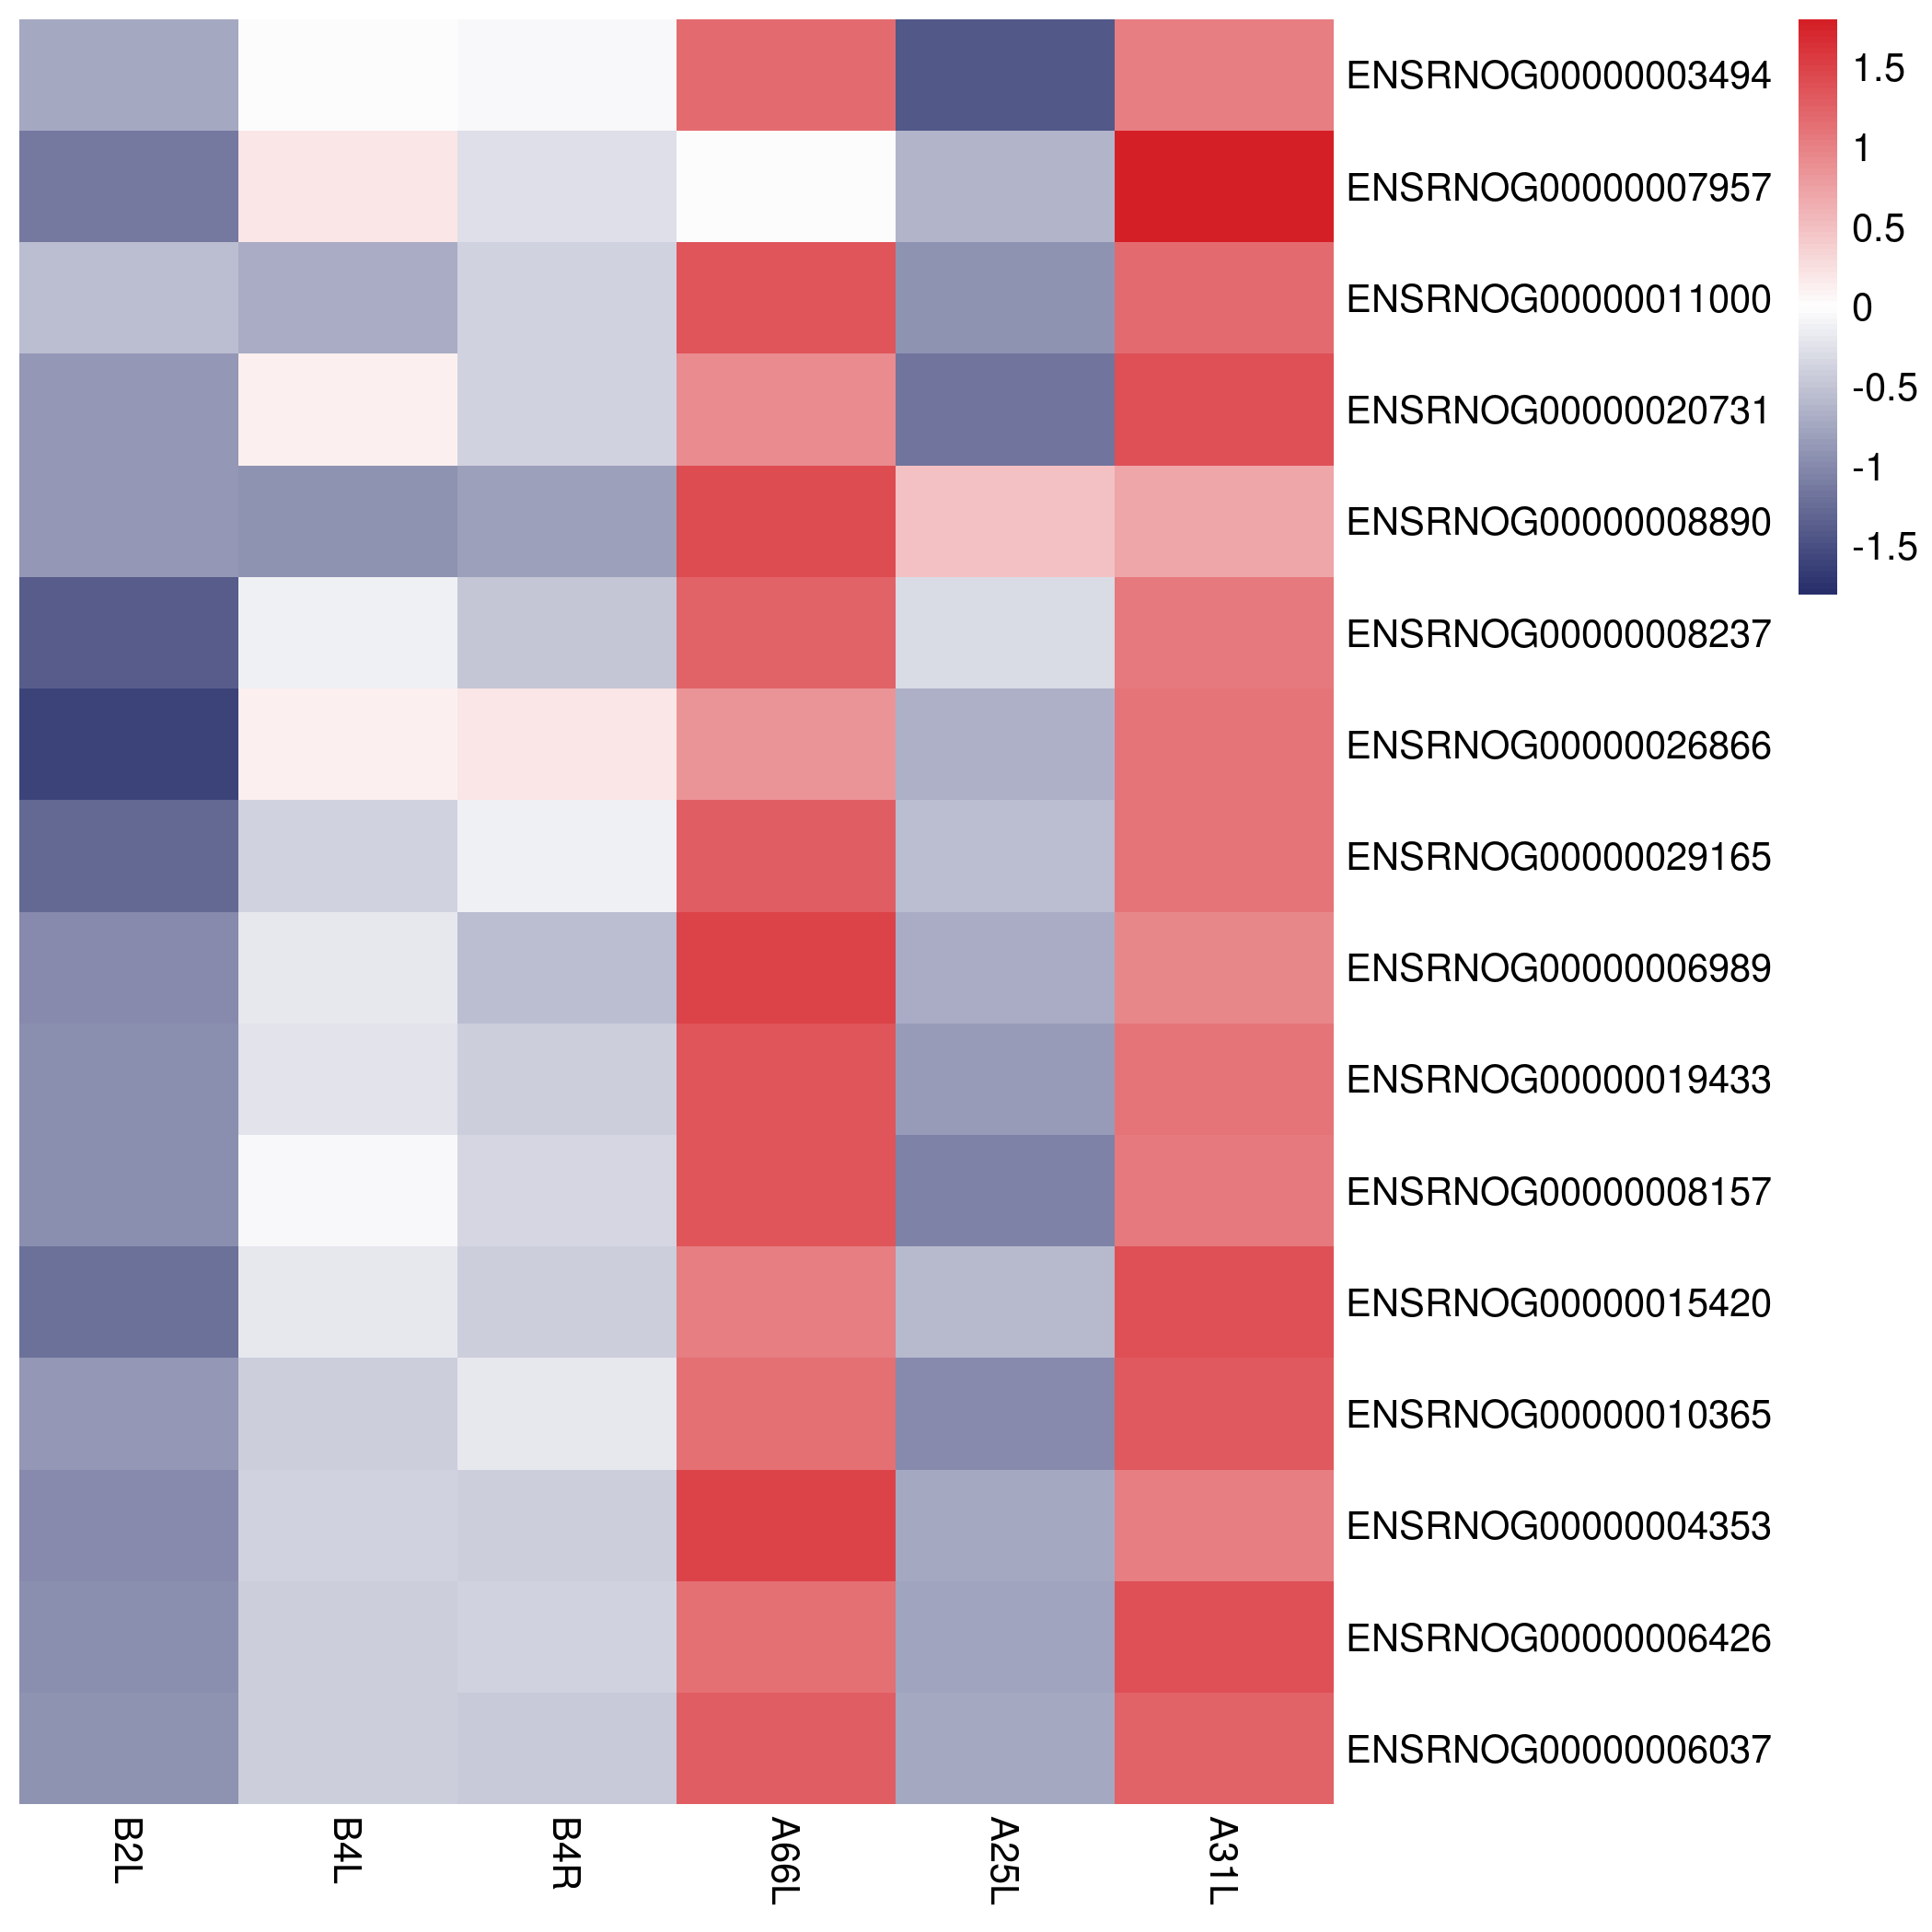 ENSRNOG00000003494
ENSRNOG00000007957
ENSRNOG00000011000
ENSRNOG00000020731
ENSRNOG00000008890
ENSRNOG00000008237
ENSRNOG00000026866
ENSRNOG00000029165
ENSRNOG00000006989
ENSRNOG00000019433
ENSRNOG00000008157
ENSRNOG00000015420
ENSRNOG00000010365
ENSRNOG00000004353
ENSRNOG00000006426
ENSRNOG00000006037
1.5
1
0.5
0
-0.5
-1
-1.5
B2L
B4L
B4R
A66L
A25L
A31L